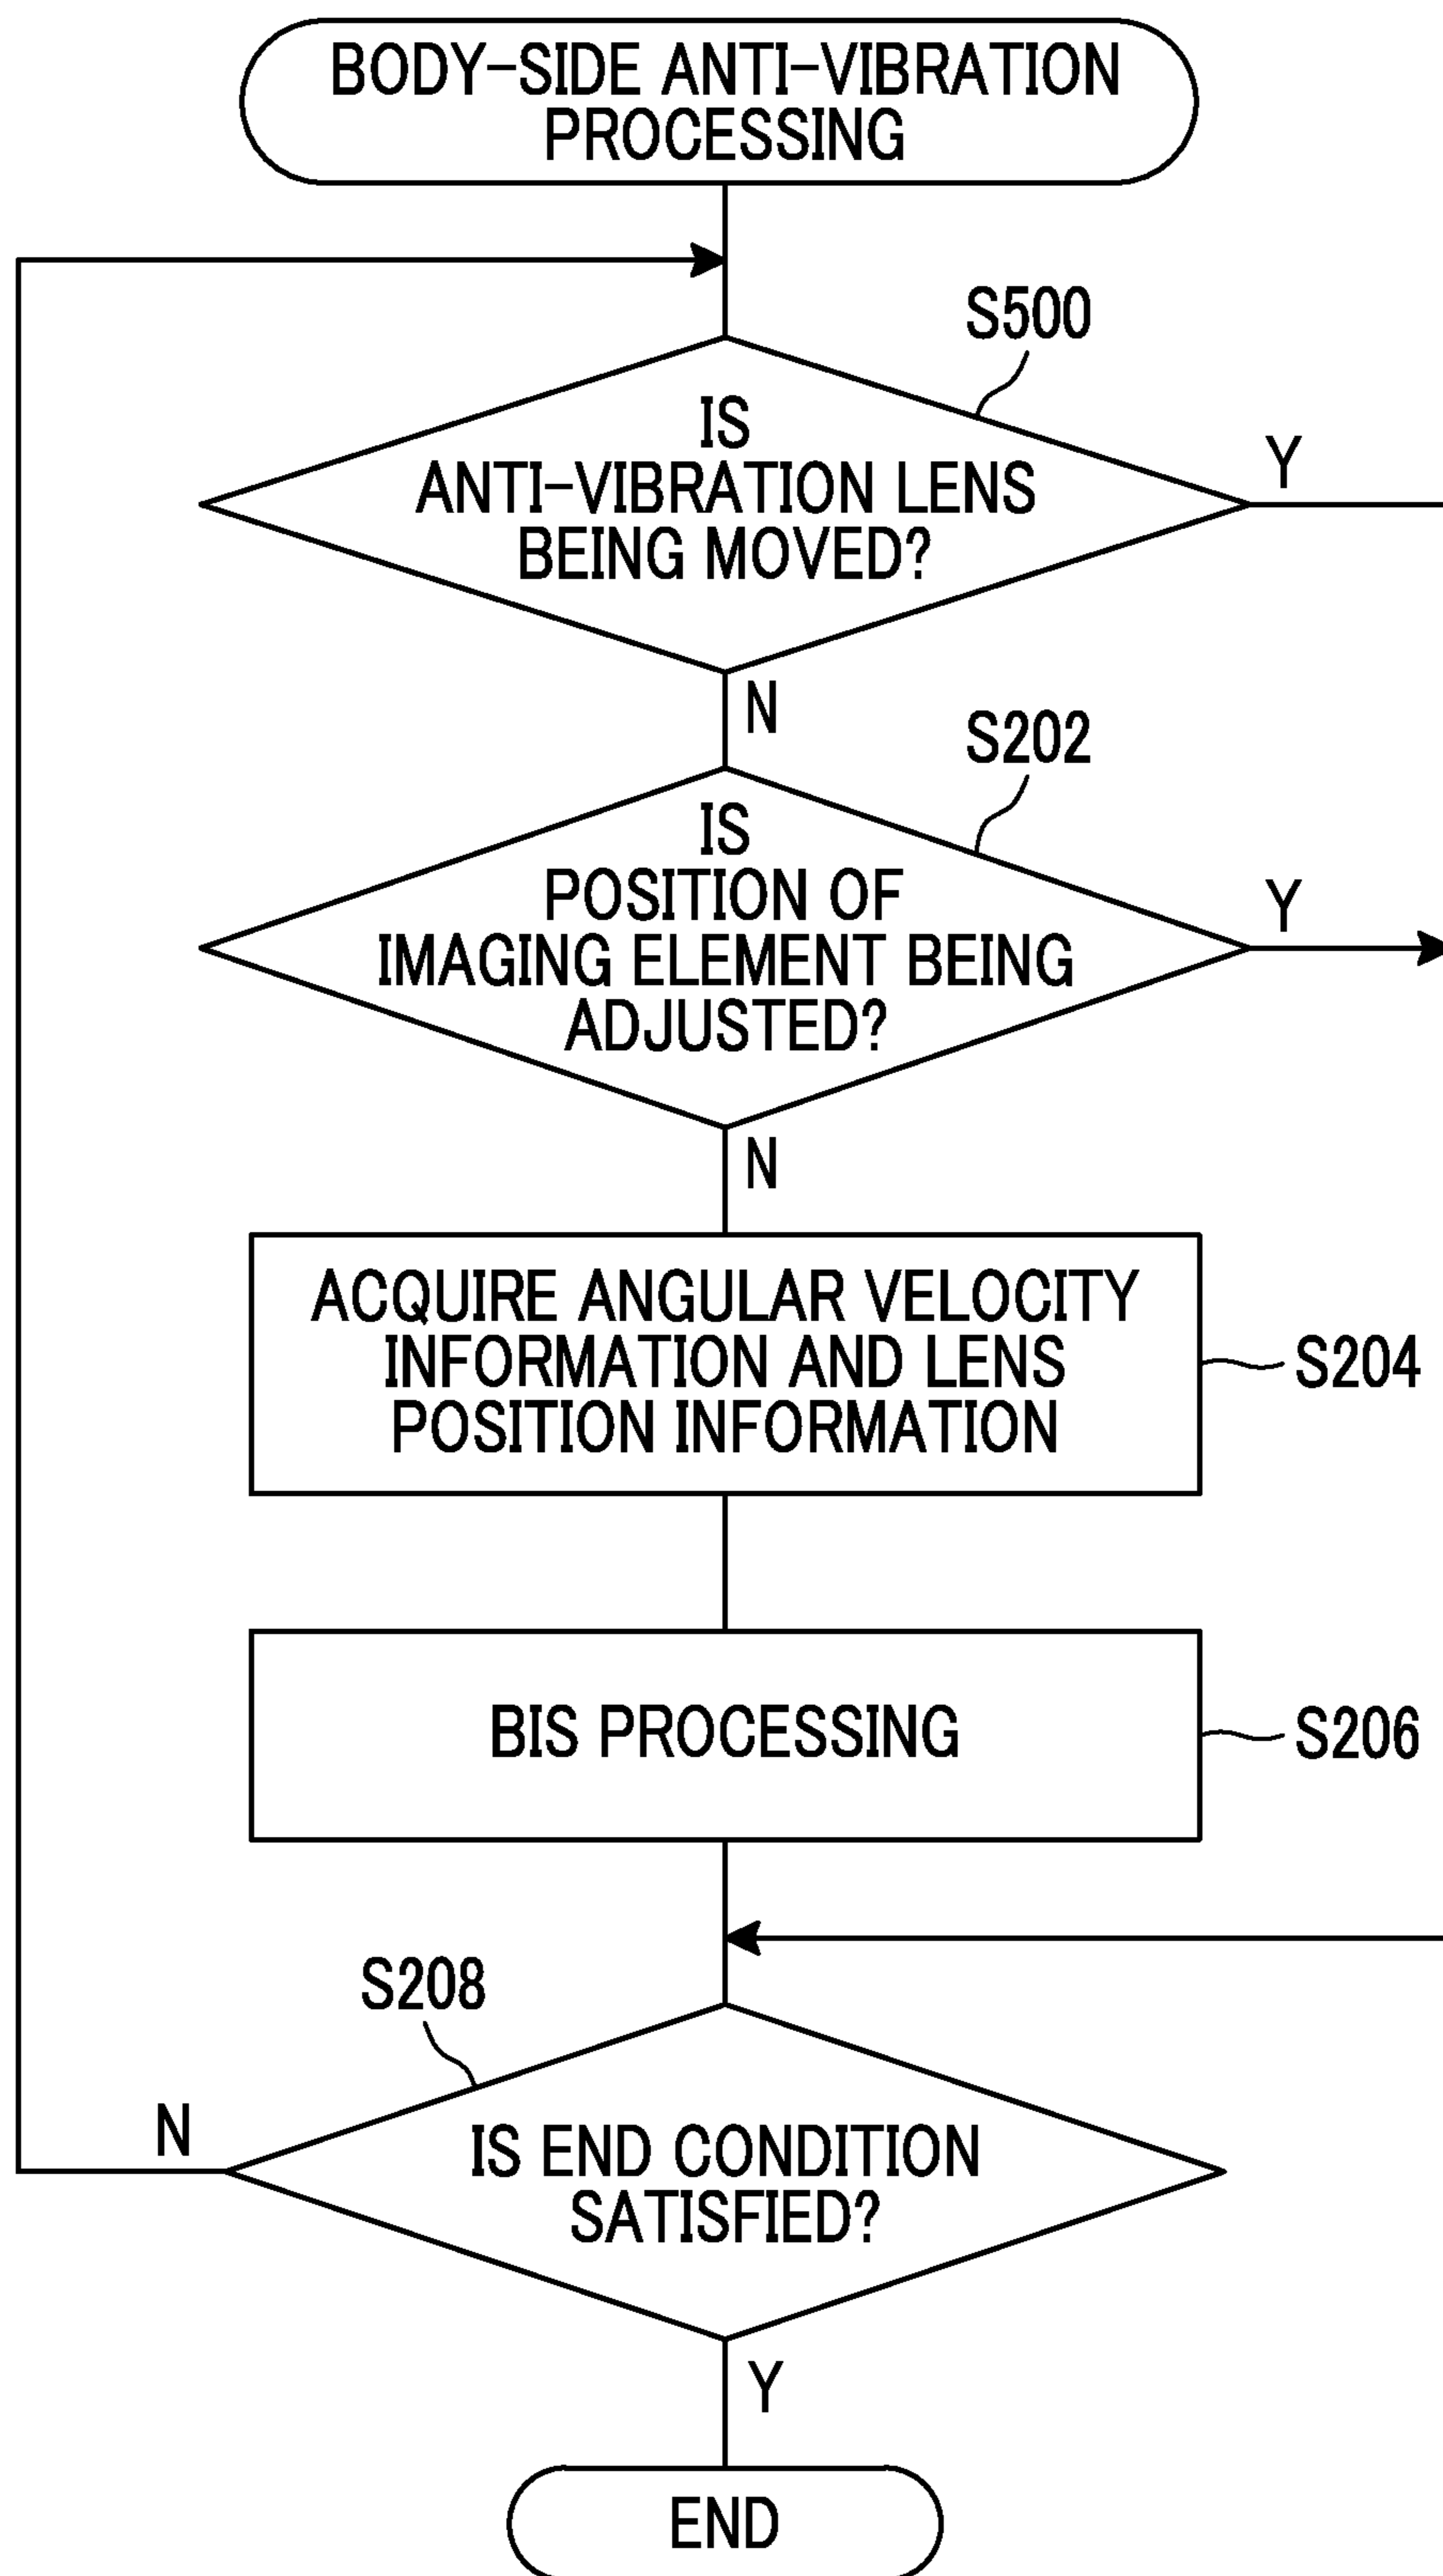 BODY-SIDE ANTI-VIBRATION
PROCESSING
S500
IS
ANTI-VIBRATION LENS
BEING MOVED?
Y
N
S202
IS
POSITION OF
IMAGING ELEMENT BEING
ADJUSTED?
Y
N
ACQUIRE ANGULAR VELOCITY
INFORMATION AND LENS
POSITION INFORMATION
S204
BIS PROCESSING
S206
S208
N
IS END CONDITION
SATISFIED?
Y
END